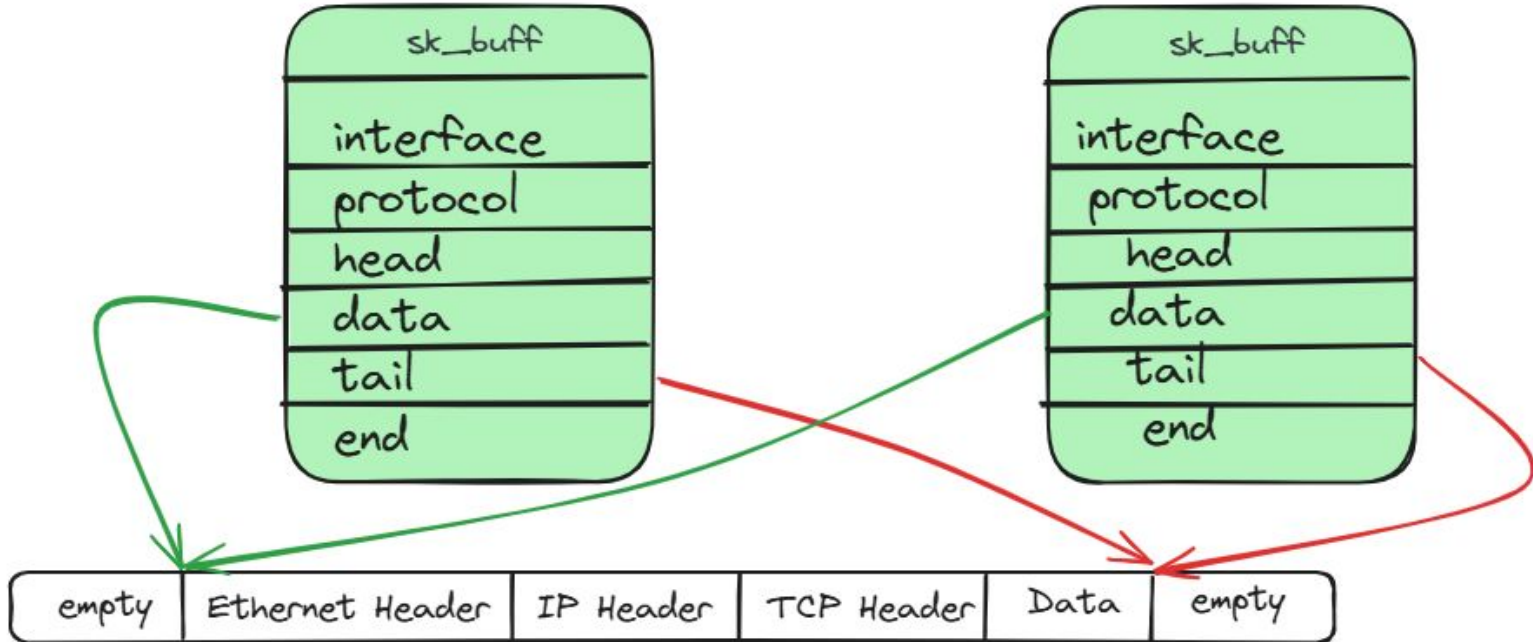 sk_buff
interface
protocol
head
data
tail
end
sk_buff
interface
protocol
head
data
tail
end
empty Ethernet Header IP Header TCP Header Data empty